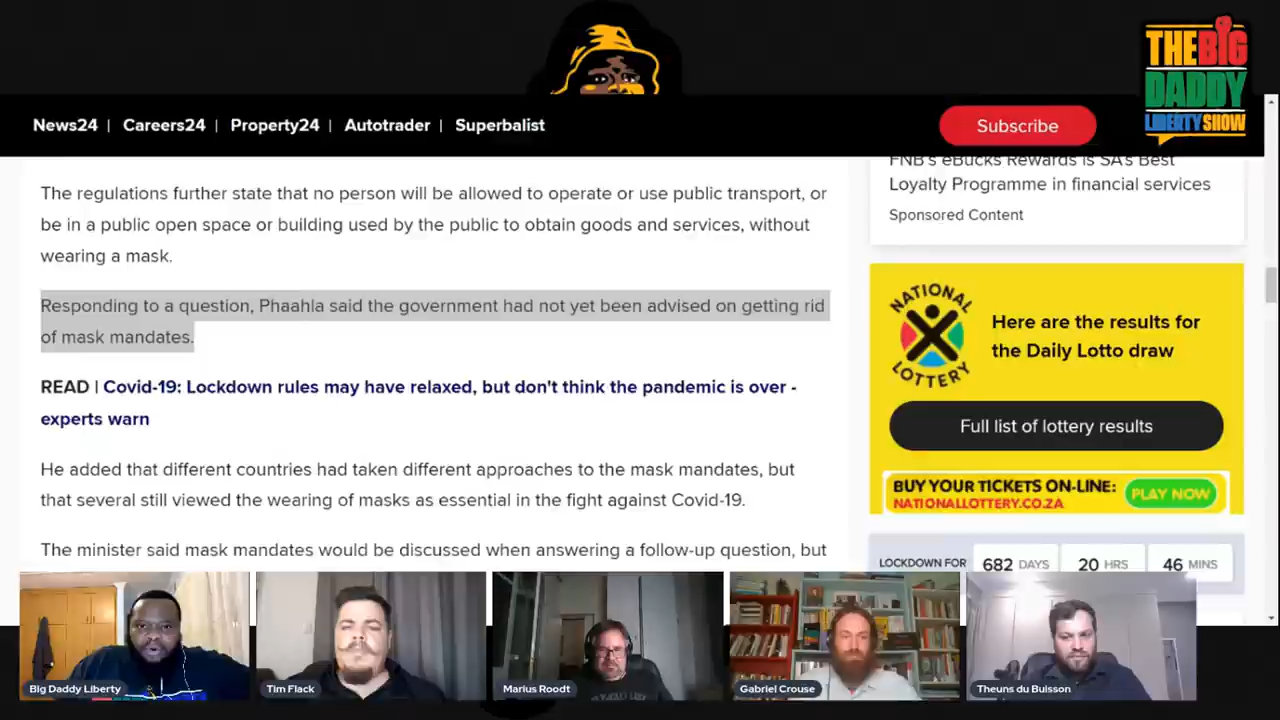 THE BIG
DADDY
LIBERTY SHOW
News24 | Careers24 | Property24 | Autotrader | Superbalist
Subscribe
The regulations further state that no person will be allowed to operate or use public transport, or
be in a public open space or building used by the public to obtain goods and services, without
wearing a mask.
Responding to a question, Phaahla said the government had not yet been advised on getting rid
of mask mandates.
READ | Covid-19: Lockdown rules may have relaxed, but don't think the pandemic is over -
experts warn
He added that different countries had taken different approaches to the mask mandates, but
that several still viewed the wearing of masks as essential in the fight against Covid-19.
The minister said mask mandates would be discussed when answering a follow-up question, but
FNB's eBucks Rewards is SA's Best
Loyalty Programme in financial services
Sponsored Content
NATIONAL
LOTTERY
Here are the results for
the Daily Lotto draw
Full list of lottery results
BUY YOUR TICKETS ON-LINE:
NATIONALLOTTERY.CO.ZA
PLAY NOW
LOCKDOWN FOR 682 DAYS 20 HRS 46 MINS
Big Daddy Liberty
Tim Flack
Marius Roodt
Gabriel Crouse
Theuns du Buisson